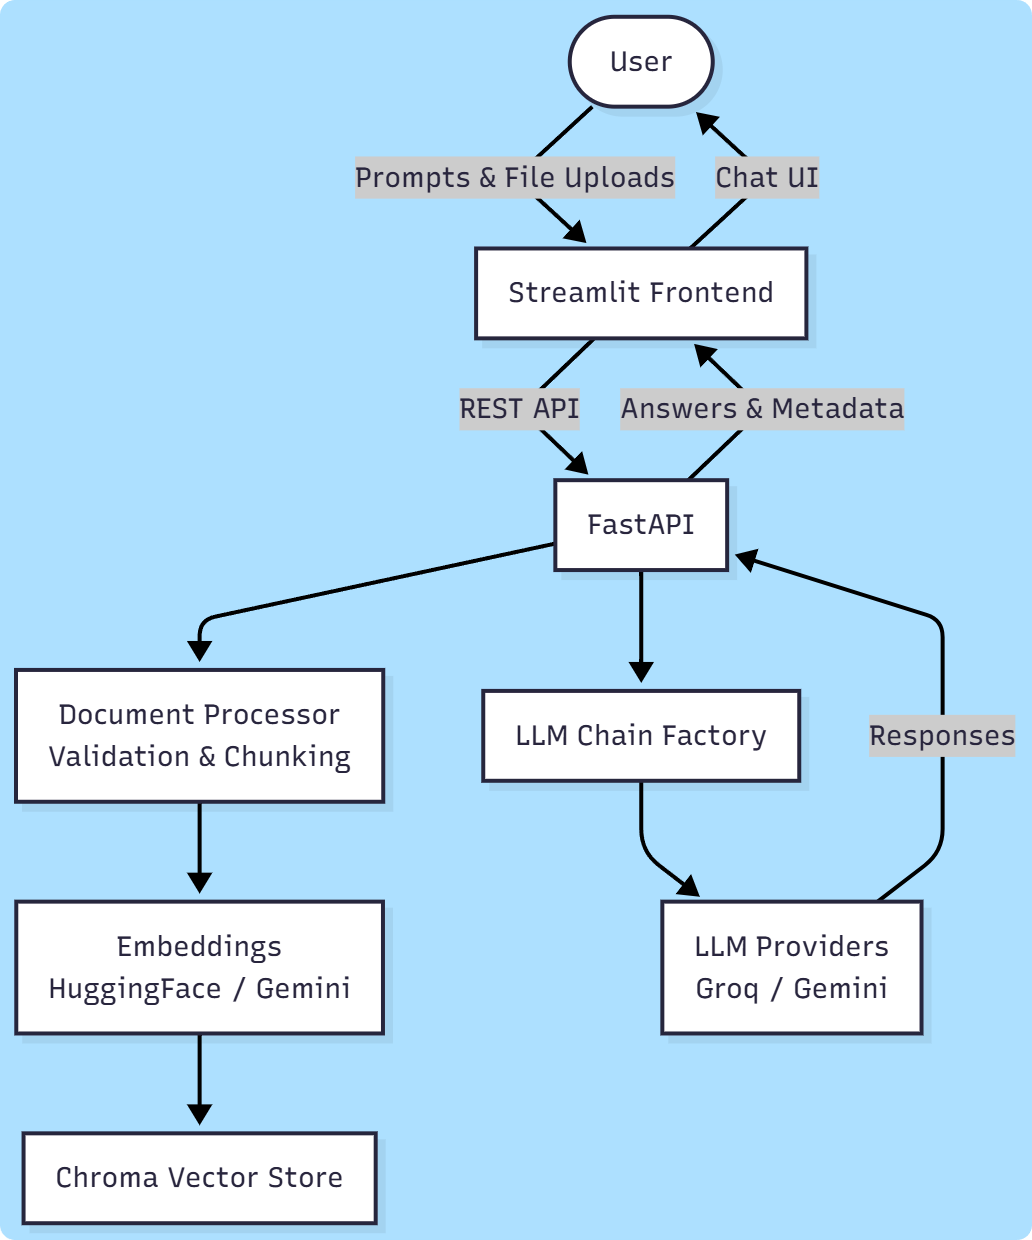 User
Prompts & File Uploads
Chat UI
Streamlit Frontend
REST API
Answers & Metadata
FastAPI
Document Processor
Validation & Chunking
LLM Chain Factory
Responses
Embeddings
HuggingFace / Gemini
LLM Providers
Groq / Gemini
Chroma Vector Store